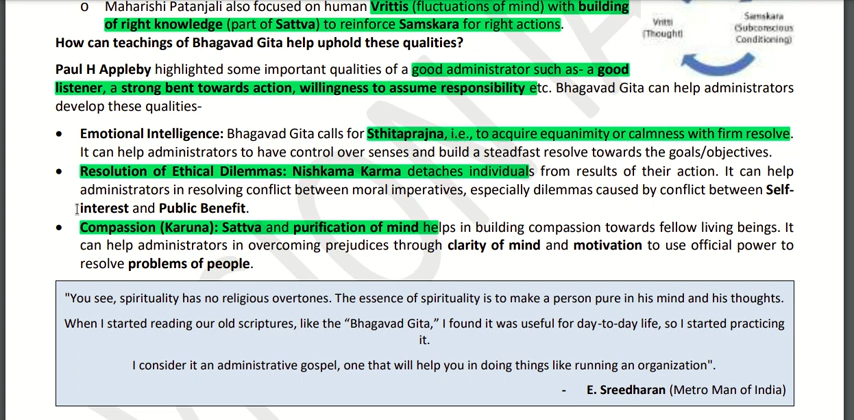 o Maharishi Patanjali also focused on human Vrittis (fluctuations of mind) with building
of right knowledge (part of Sattva) to reinforce Samskara for right actions.
Vritti
(Thought)
Samskara
(Subconscious
Conditioning)
How can teachings of Bhagavad Gita help uphold these qualities?
Paul H Appleby highlighted some important qualities of a good administrator such as- a good
listener, a strong bent towards action, willingness to assume responsibility etc. Bhagavad Gita can help administrators
develop these qualities-
• Emotional Intelligence: Bhagavad Gita calls for Sthitaprajna, i.e., to acquire equanimity or calmness with firm resolve.
It can help administrators to have control over senses and build a steadfast resolve towards the goals/objectives.
• Resolution of Ethical Dilemmas: Nishkama Karma detaches individuals from results of their action. It can help
administrators in resolving conflict between moral imperatives, especially dilemmas caused by conflict between Self-
interest and Public Benefit.
• Compassion (Karuna): Sattva and purification of mind helps in building compassion towards fellow living beings. It
can help administrators in overcoming prejudices through clarity of mind and motivation to use official power to
resolve problems of people.
"You see, spirituality has no religious overtones. The essence of spirituality is to make a person pure in his mind and his thoughts.
When I started reading our old scriptures, like the “Bhagavad Gita,” I found it was useful for day-to-day life, so I started practicing
it.
I consider it an administrative gospel, one that will help you in doing things like running an organization".
- E. Sreedharan (Metro Man of India)